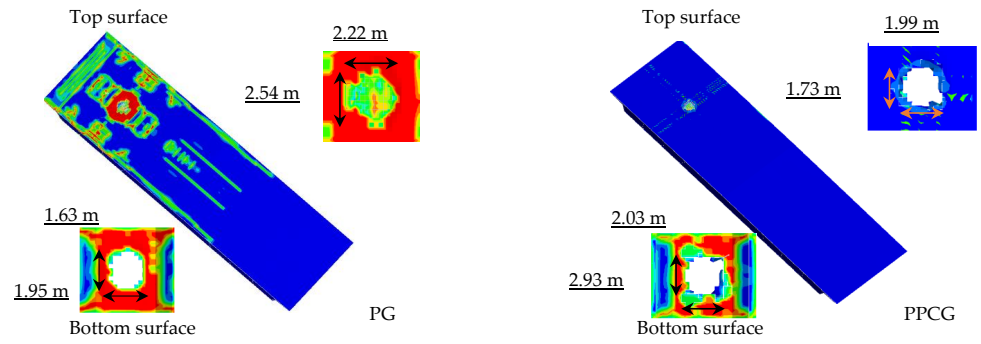 Top surface
2.22 m
2.54 m
1.63 m
1.95 m
Bottom surface
PG
Top surface
1.99 m
1.73 m
2.03 m
2.93 m
Bottom surface
PPCG